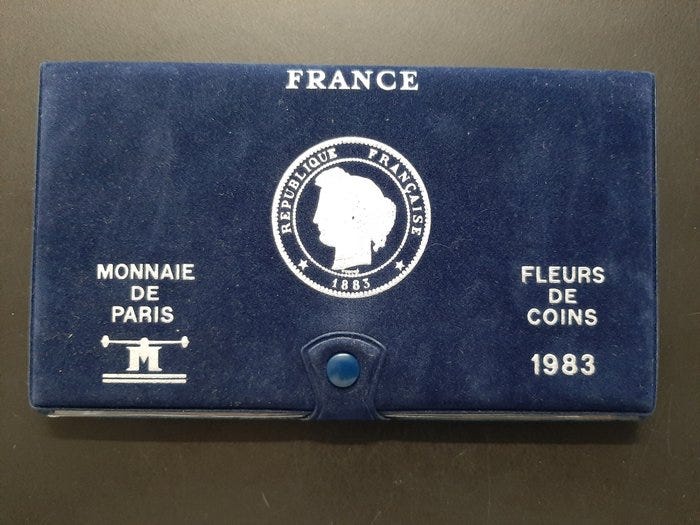 FRANCE
REPUBLIQUE FRANÇAISE
1883
MONNAIE
DE
PARIS
M
FLEURS
DE
COINS
1983